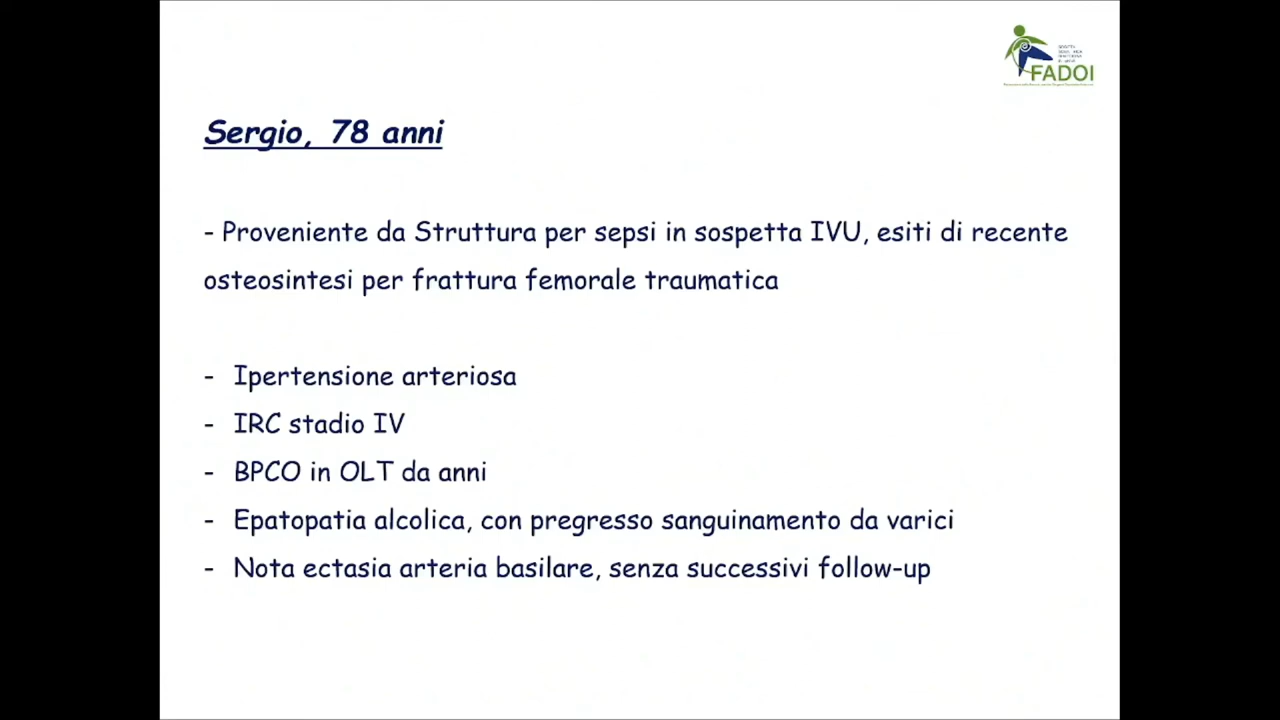 FADOI
Sergio, 78 anni
- Proveniente da Struttura per sepsi in sospetta IVU, esiti di recente
osteosintesi per frattura femorale traumatica
- Ipertensione arteriosa
- IRC stadio IV
- BPCO in OLT da anni
- Epatopatia alcolica, con pregresso sanguinamento da varici
- Nota ectasia arteria basilare, senza successivi follow-up